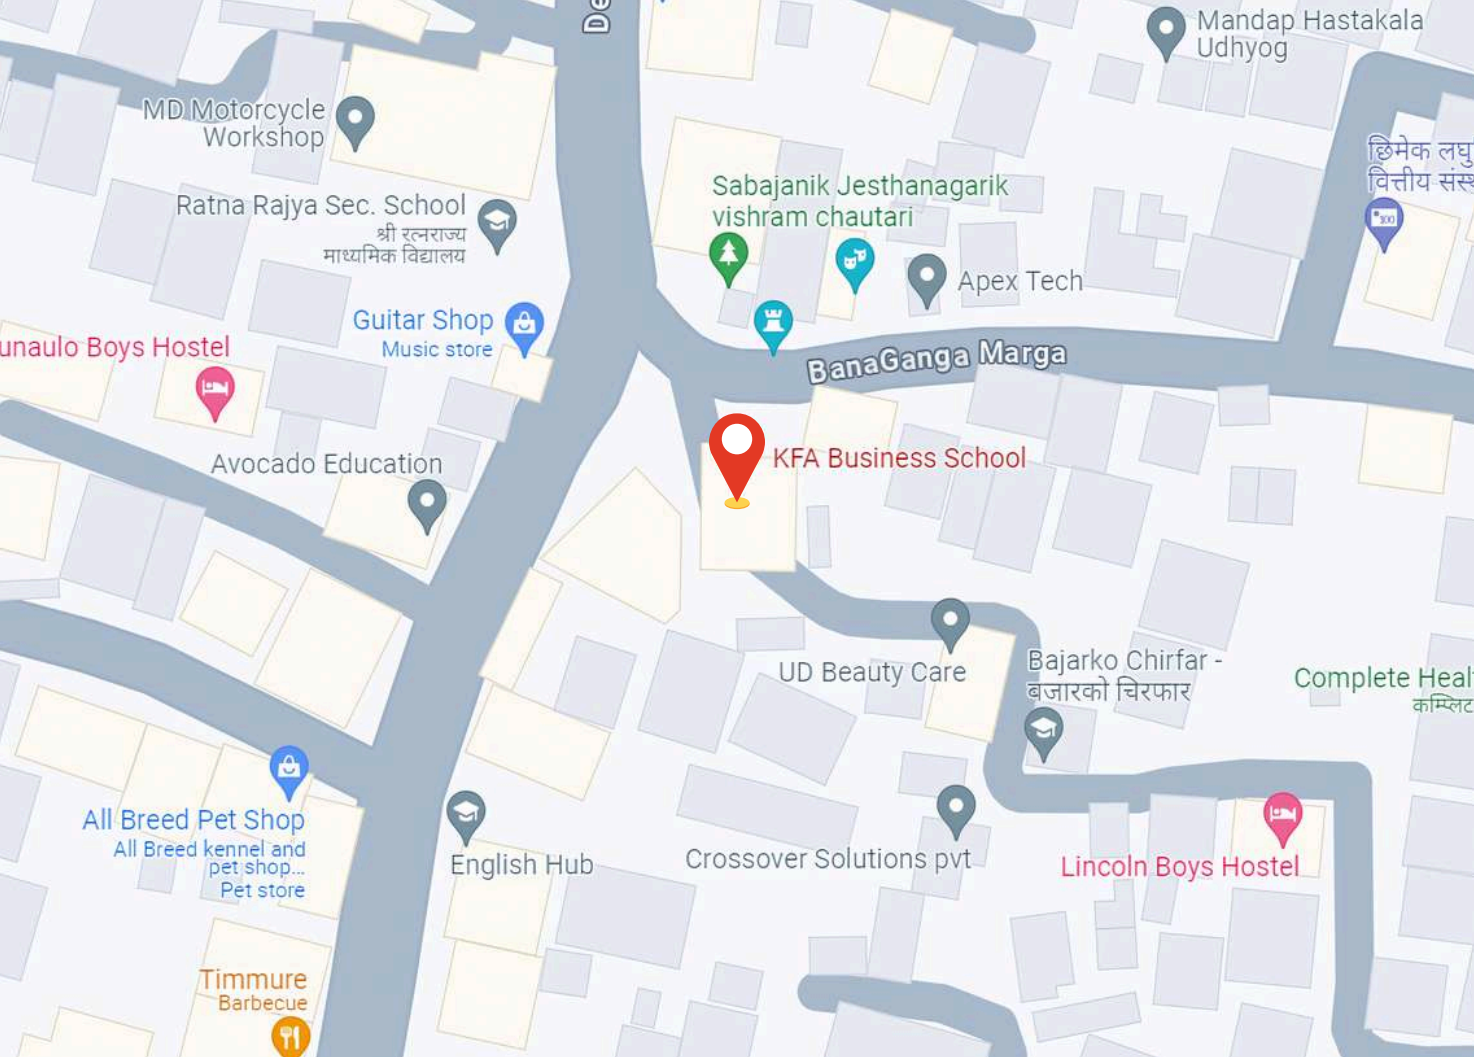 De
Mandap Hastakala
Udhyog
MD Motorcycle
Workshop
छिमेक लघु
वित्तीय संस्
100
Sabajanik Jesthanagarik
vishram chautari
Ratna Rajya Sec. School
श्री रत्नराज्य
माध्यमिक विद्यालय
Apex Tech
Guitar Shop
Music store
unaulo Boys Hostel
BanaGanga Marga
KFA Business School
Avocado Education
UD Beauty Care
Bajarko Chirfar -
बजारको चिरफार
Complete Heal
कम्प्लिट
All Breed Pet Shop
All Breed kennel and
pet shop...
Pet store
English Hub
Crossover Solutions pvt
Lincoln Boys Hostel
Timmure
Barbecue